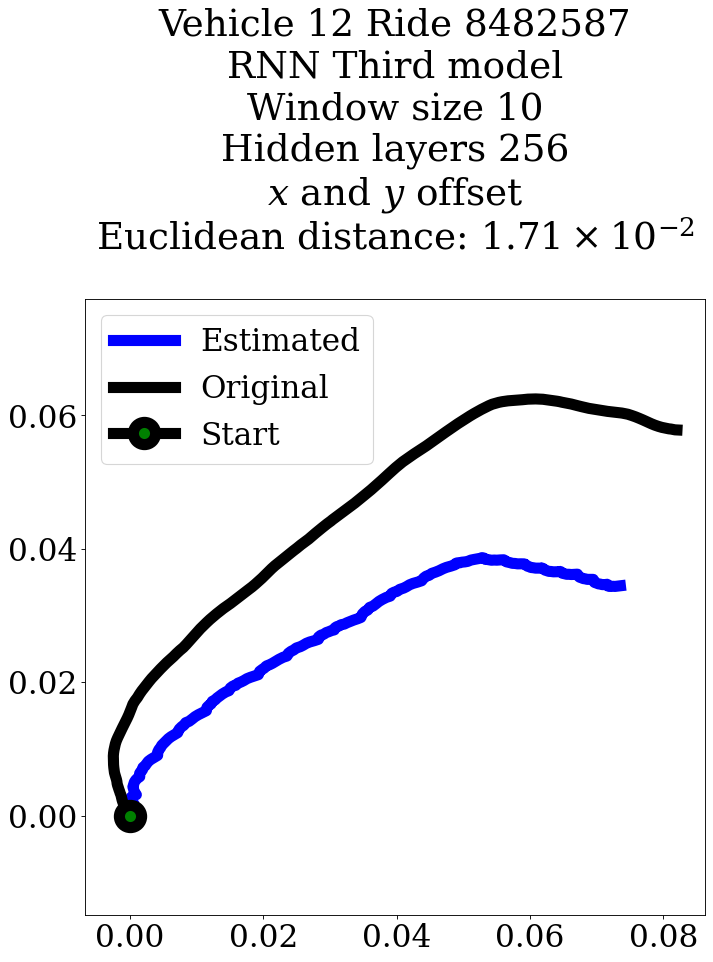 Vehicle 12 Ride 8482587
RNN Third model
Window size 10
Hidden layers 256
x and y offset
Euclidean distance: 1.71 × 10⁻²
Estimated
Original
Start
0.06
0.04
0.02
0.00
0.00 0.02 0.04 0.06 0.08